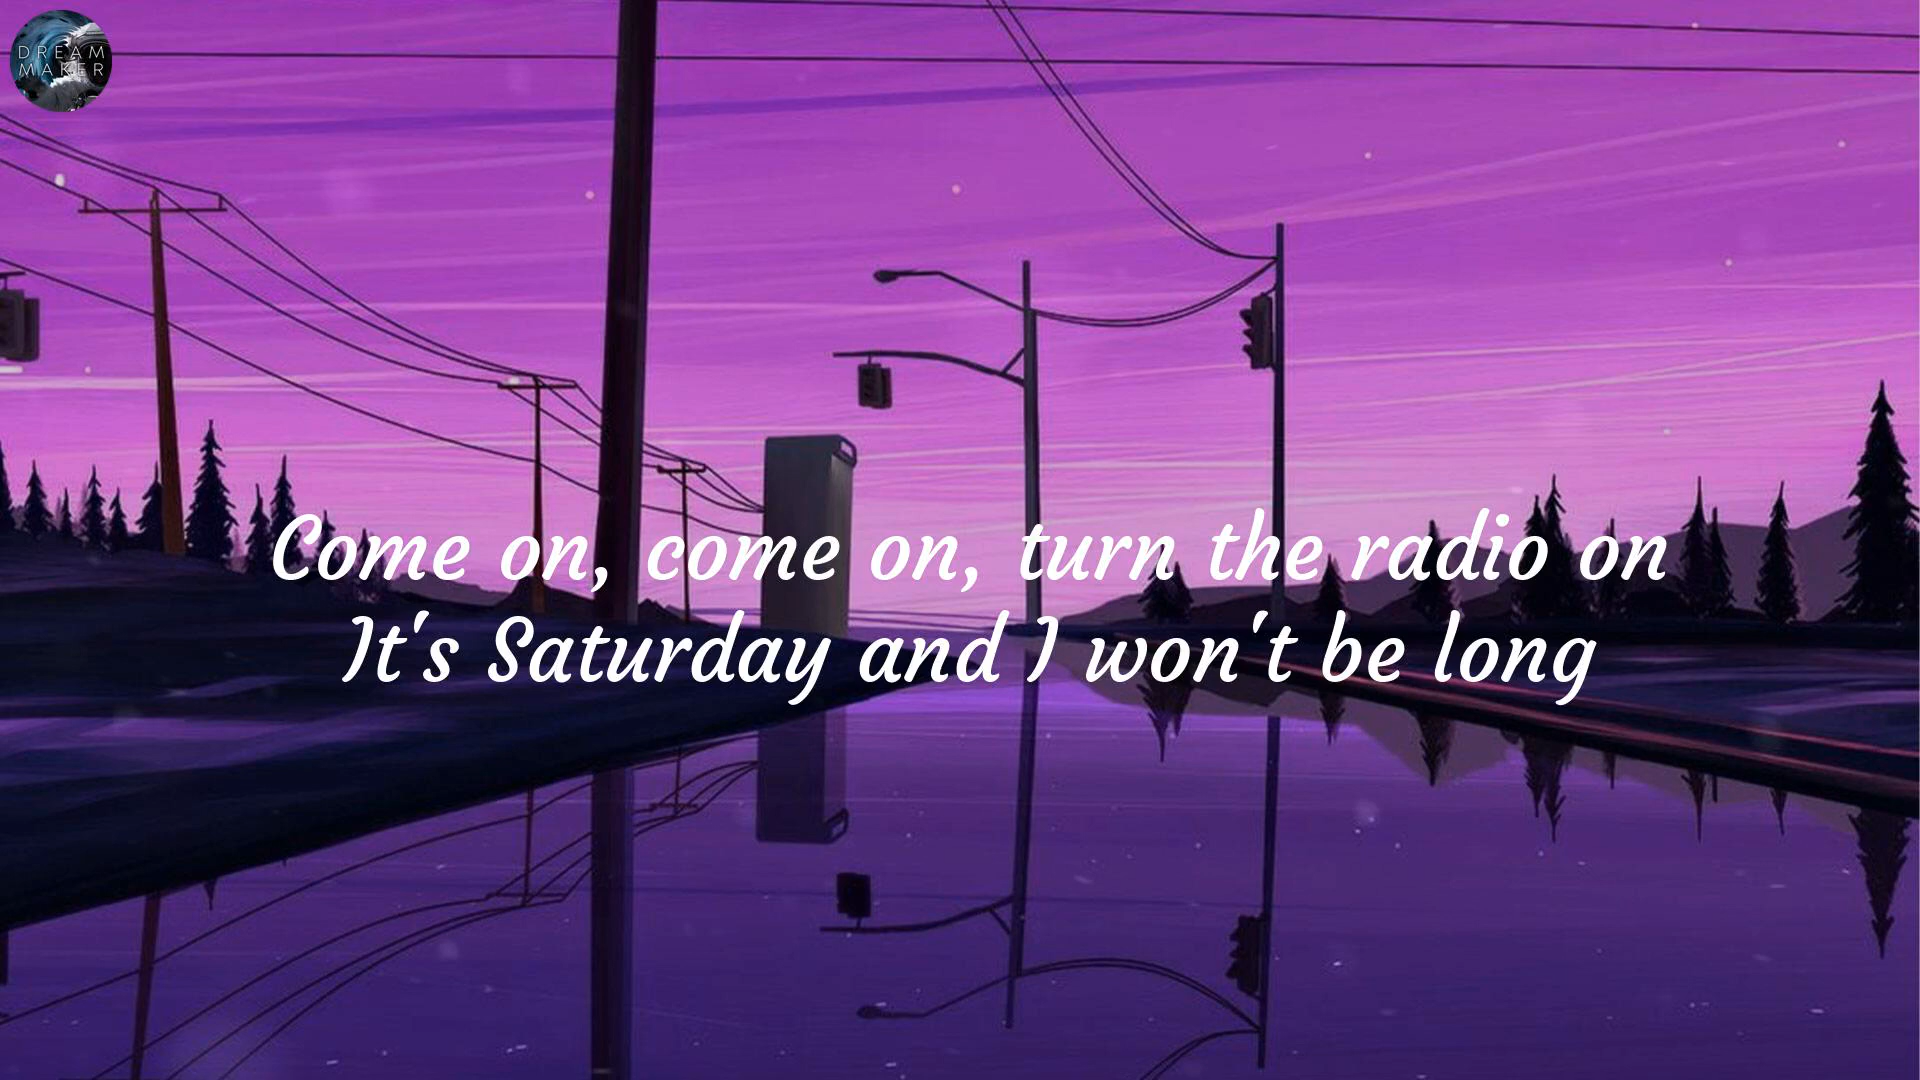 DREAM
MAKER
Come on, come on, turn the radio on
It's Saturday and I won't be long